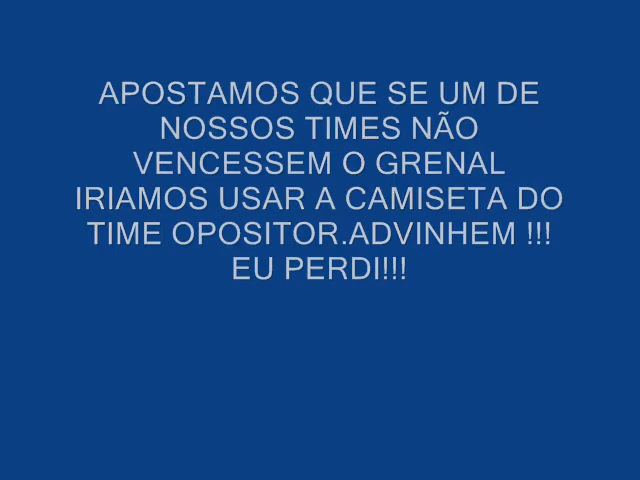 APOSTAMOS QUE SE UM DE
NOSSOS TIMES NÃO
VENCESSEM O GRENAL
IRIAMOS USAR A CAMISETA DO
TIME OPOSITOR.ADVINHEM !!!
EU PERDI!!!